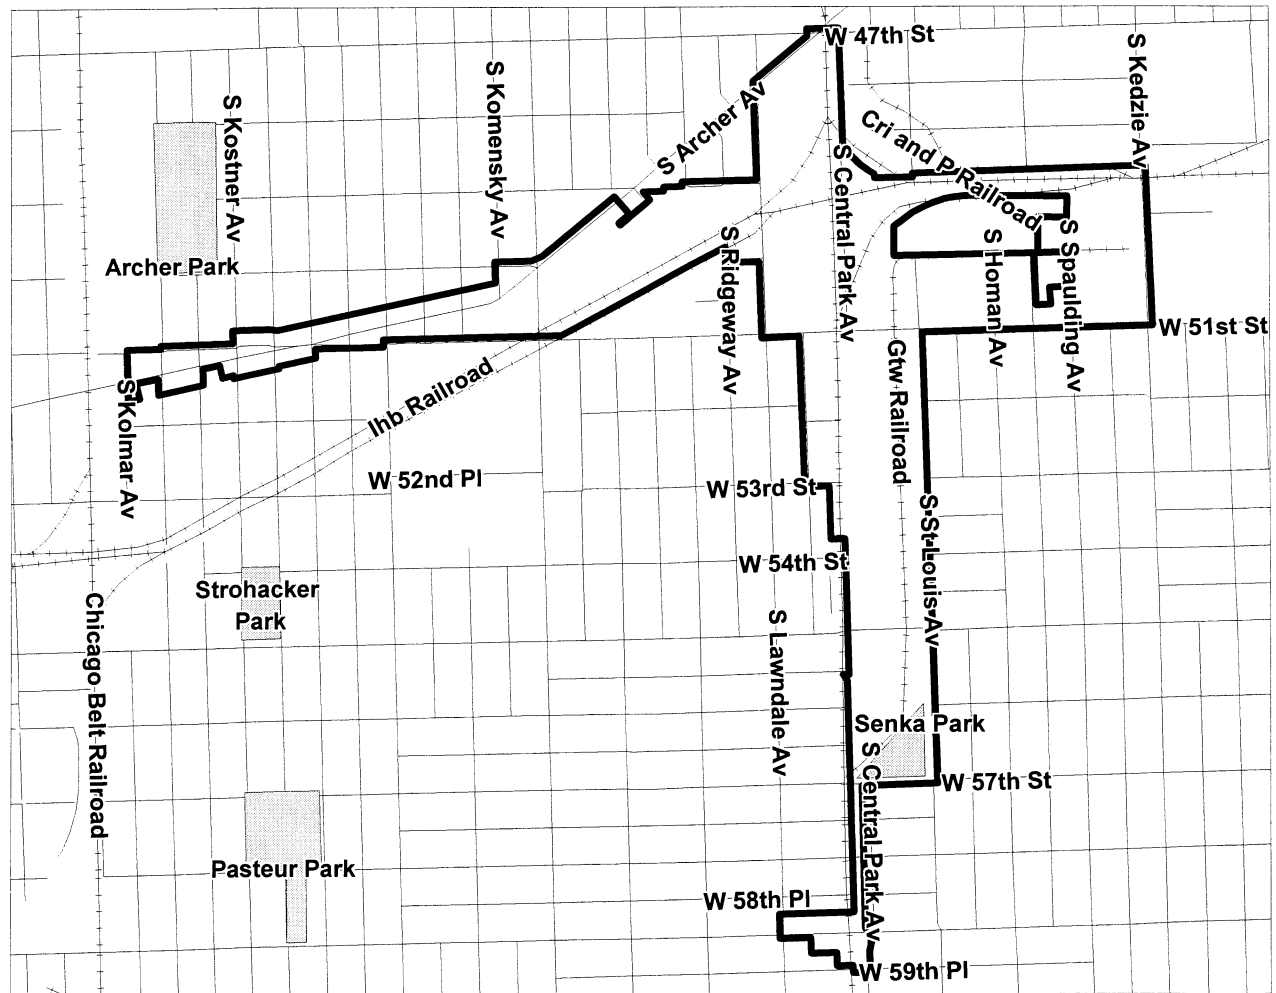 W 47th St
S Kedzie Av
S Komensky Av
S Kostner Av
S Archer Av
Cri and P Railroad
S Central Park Av
Archer Park
S Ridgeway Av
S Homan Av
S Spaulding Av
W 51st St
S Kolmar Av
Ihb Railroad
Gtw Railroad
W 52nd Pl
W 53rd St
S St Louis Av
W 54th St
Strohacker
Park
Chicago Belt Railroad
S Lawndale Av
Senka Park
S Central Park Av
W 57th St
Pasteur Park
W 58th Pl
W 59th Pl